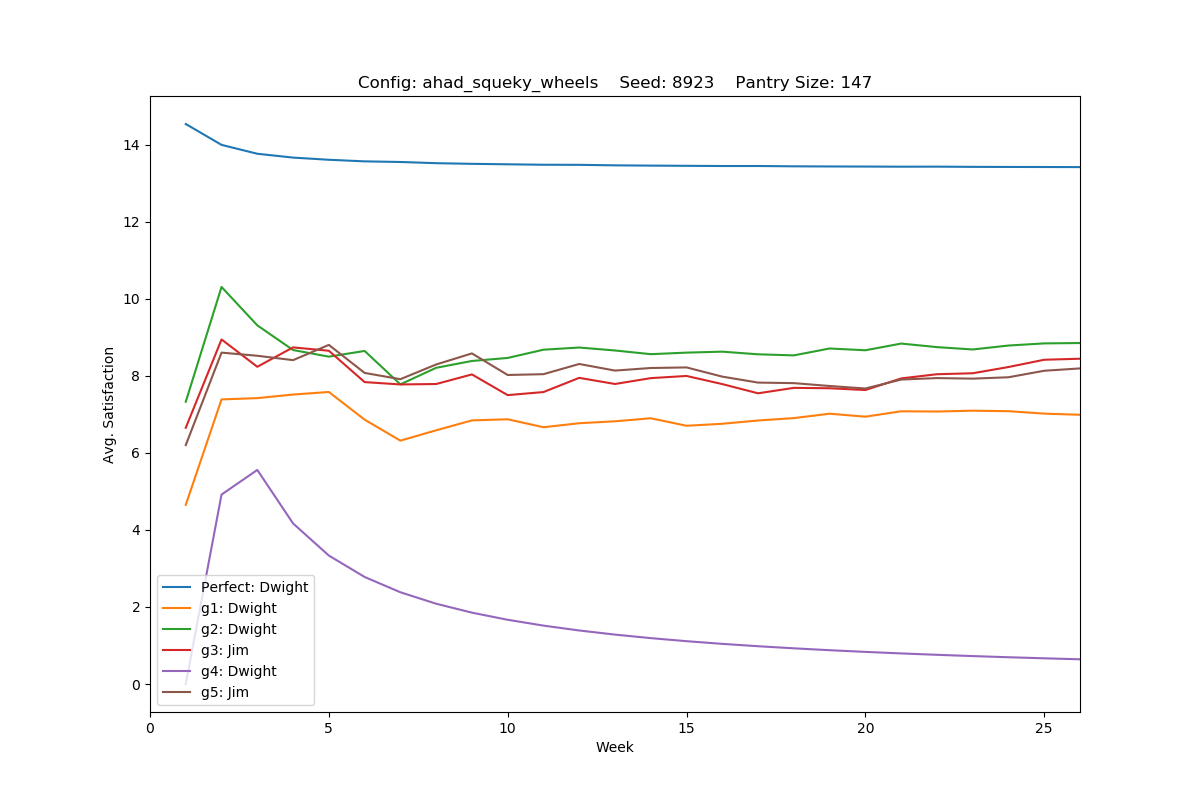 Config: ahad_squeky_wheels    Seed: 8923    Pantry Size: 147
14
12
10
8
6
4
2
0
Avg. Satisfaction
Perfect: Dwight
g1: Dwight
g2: Dwight
g3: Jim
g4: Dwight
g5: Jim
0 5 10 15 20 25
Week